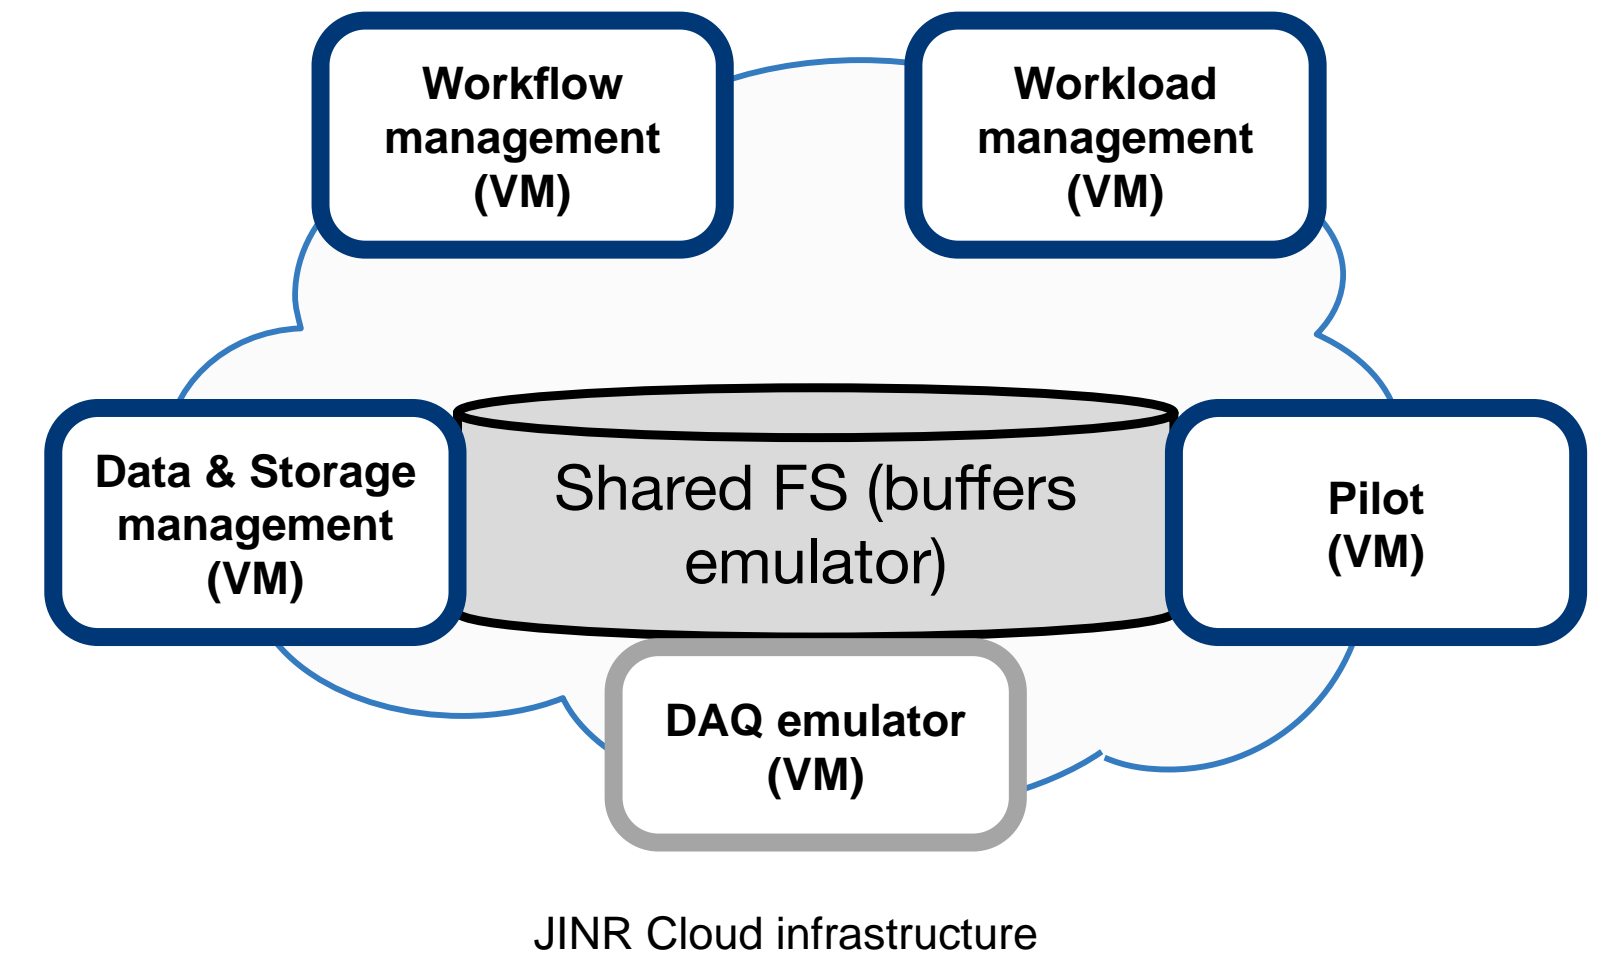 Workflow
management
(VM)
Workload
management
(VM)
Data & Storage
management
(VM)
Shared FS (buffers
emulator)
Pilot
(VM)
DAQ emulator
(VM)
JINR Cloud infrastructure